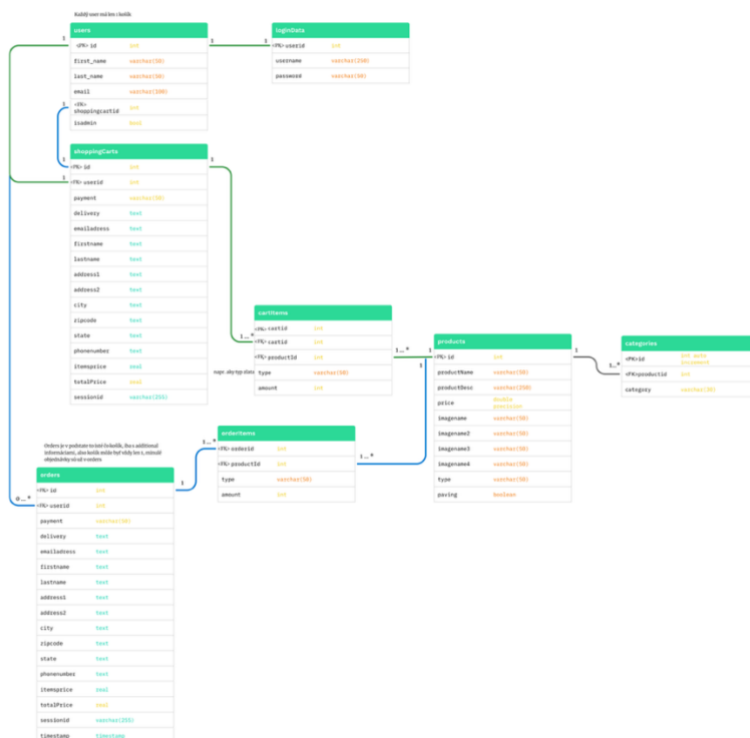 Každý user má len 1 košík
users
<PK> id int
first_name varchar(50)
last_name varchar(50)
email varchar(100)
<FK>
shoppingcartid int
isadmin bool
loginData
<FK> userid int
username varchar(250)
password varchar(50)
shoppingCarts
<PK> id int
<FK> userid int
payment varchar(50)
delivery text
emailadress text
firstname text
lastname text
address1 text
address2 text
city text
zipcode text
state text
phonenumber text
itemsprice real
totalPrice real
sessionid varchar(255)
cartItems
cartid int
<FK> cartid int
<FK> productId int
type varchar(50)
amount int
products
<PK> id int
productName varchar(50)
productDesc varchar(250)
price double
precision
imagename varchar(50)
imagename2 varchar(50)
imagename3 varchar(50)
imagename4 varchar(50)
type varchar(50)
paving boolean
categories
<PK>id int auto
increment
<FK>productid int
category varchar(50)
orderItems
<FK> orderid int
<FK> productId int
type varchar(50)
amount int
orders
<PK> id int
<FK> userid int
payment varchar(50)
delivery text
emailadress text
firstname text
lastname text
address1 text
address2 text
city text
zipcode text
state text
phonenumber text
itemsprice real
totalPrice real
sessionid varchar(255)
timestamp timestamp
1
1
1
1
1
1
1
1...*
1...*
1
1
1
1...*
1...*
1...*
1
0...*